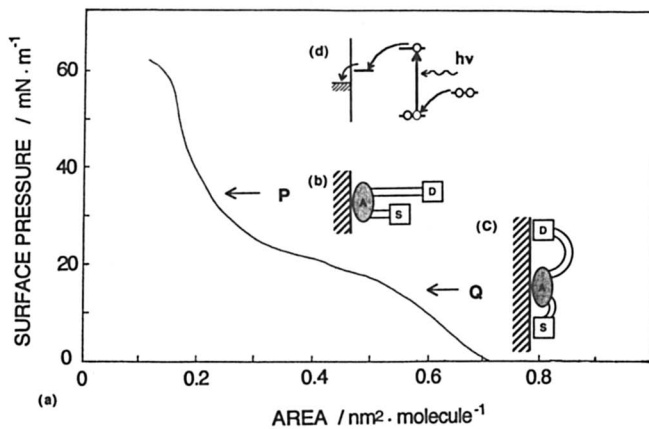 (d)
hν
60
P
(b)
A
D
S
40
(C)
D
A
S
20
Q
0
SURFACE PRESSURE / mN·m⁻¹
0
0.2
0.4
0.6
0.8
(a)
AREA / nm²·molecule⁻¹